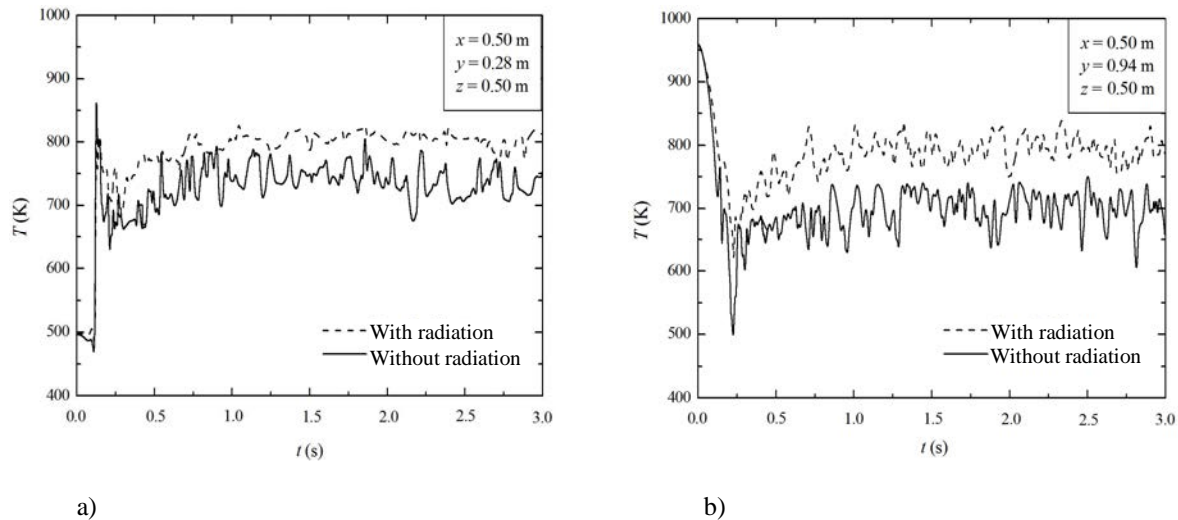 1000
900
800
700
600
500
400
T (K)
0.0 0.5 1.0 1.5 2.0 2.5 3.0
t (s)
x = 0.50 m
y = 0.28 m
z = 0.50 m
With radiation
Without radiation
a)
1000
900
800
700
600
500
400
T (K)
0.0 0.5 1.0 1.5 2.0 2.5 3.0
t (s)
x = 0.50 m
y = 0.94 m
z = 0.50 m
With radiation
Without radiation
b)